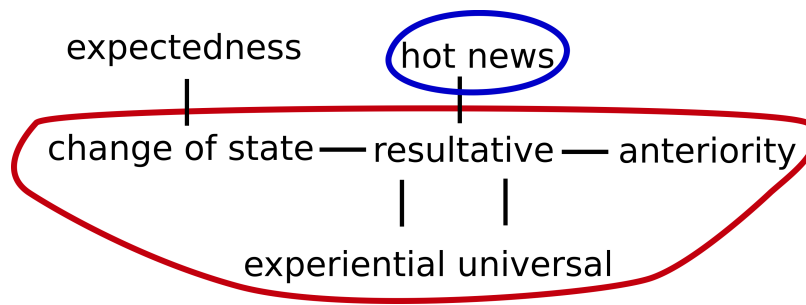 expectedness hot news
change of state resultative anteriority
experiential universal